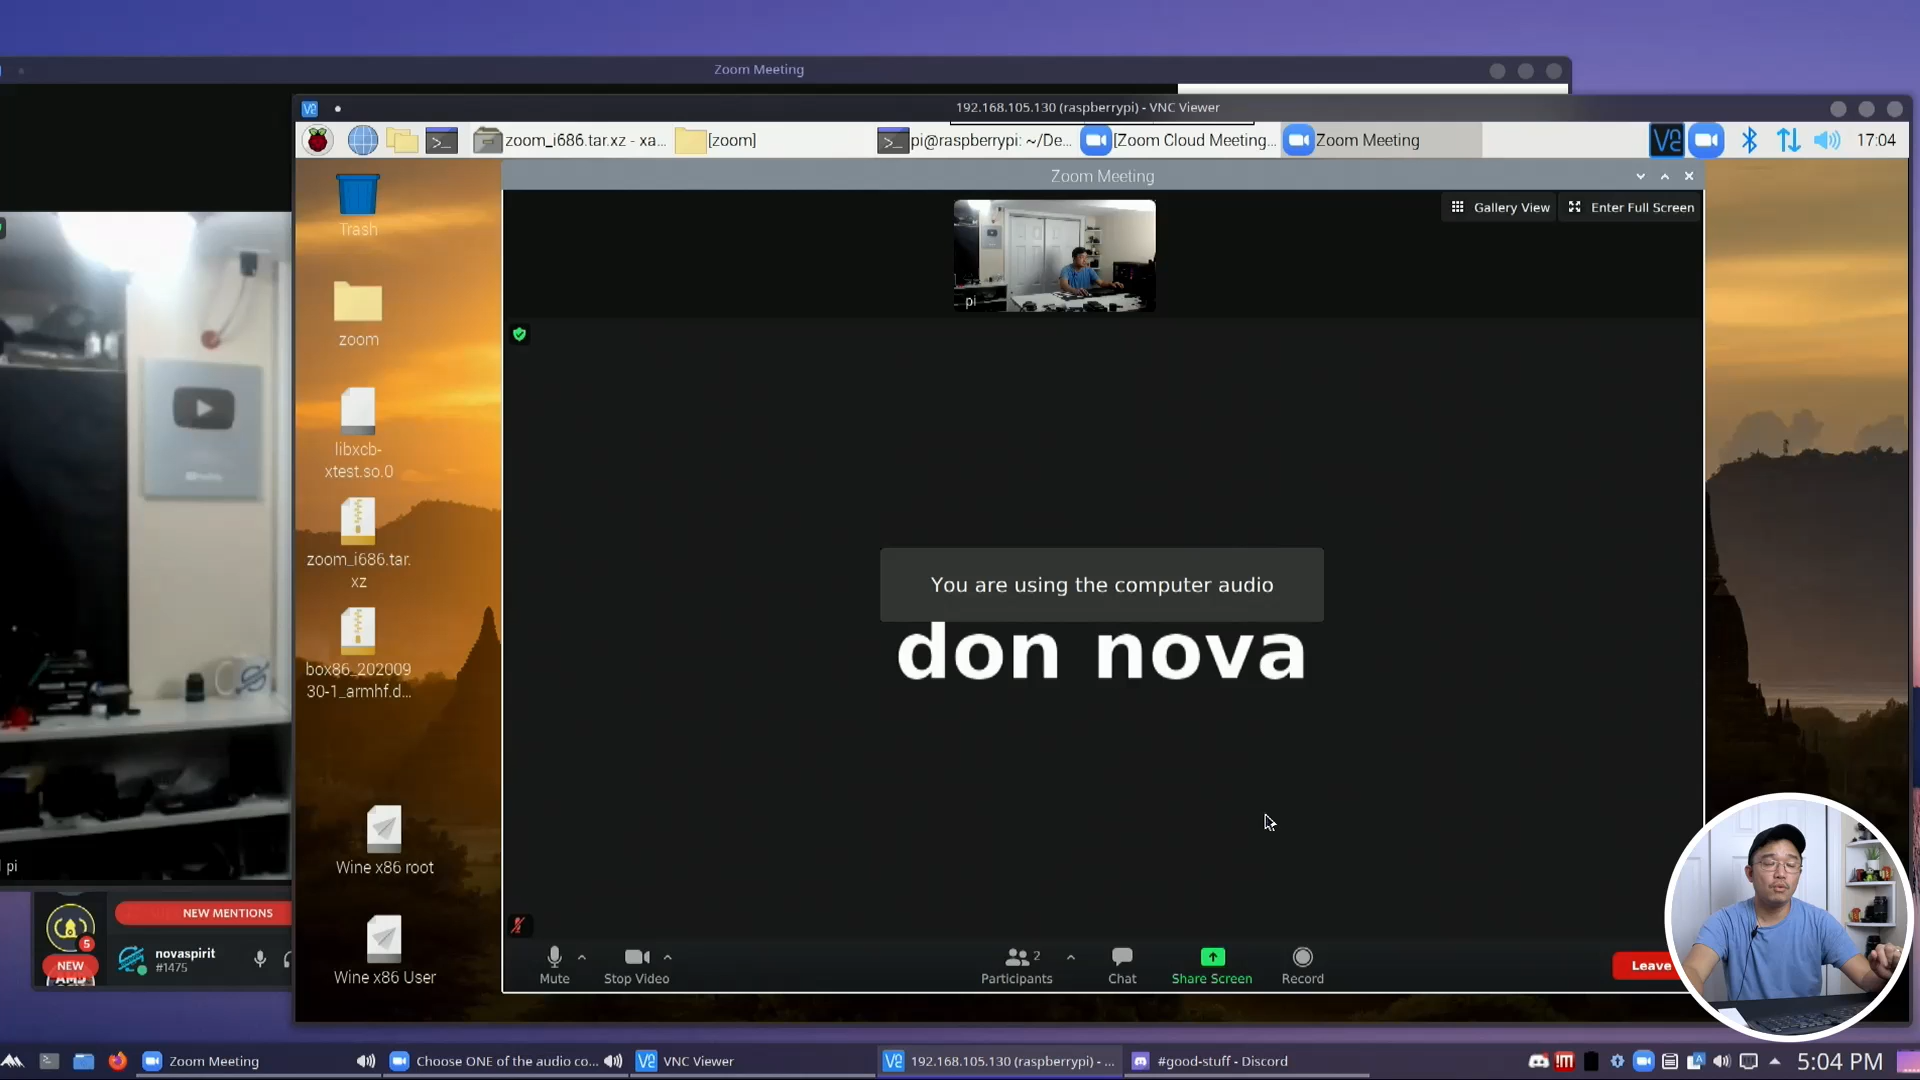 Zoom Meeting
192.168.105.130 (raspberrypi) - VNC Viewer
zoom_i686.tar.xz - xa...
[zoom]
pi@raspberrypi: ~/De...
[Zoom Cloud Meeting...
Zoom Meeting
17:04
Zoom Meeting
Gallery View
Enter Full Screen
Trash
zoom
libxcb-
xtest.so.0
zoom_i686.tar.
xz
box86_202009
30-1_armhf.d...
Wine x86 root
Wine x86 User
pi
You are using the computer audio
don nova
Mute
Stop Video
Participants
2
Chat
Share Screen
Record
Leave
pi
NEW MENTIONS
5
NEW
novaspirit
#1475
Zoom Meeting
Choose ONE of the audio co...
VNC Viewer
192.168.105.130 (raspberrypi) - ...
#good-stuff - Discord
5:04 PM